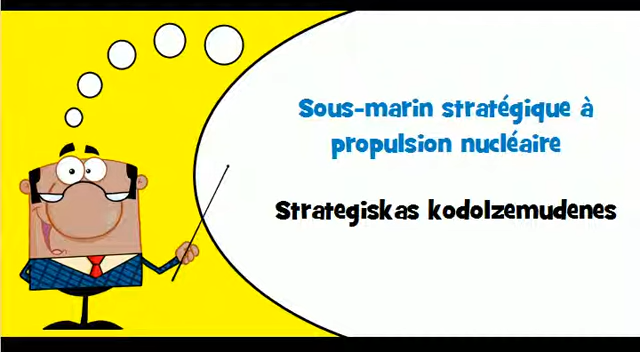 Sous-marin stratégique à
propulsion nucléaire
Strategiskas kodolzemudenes